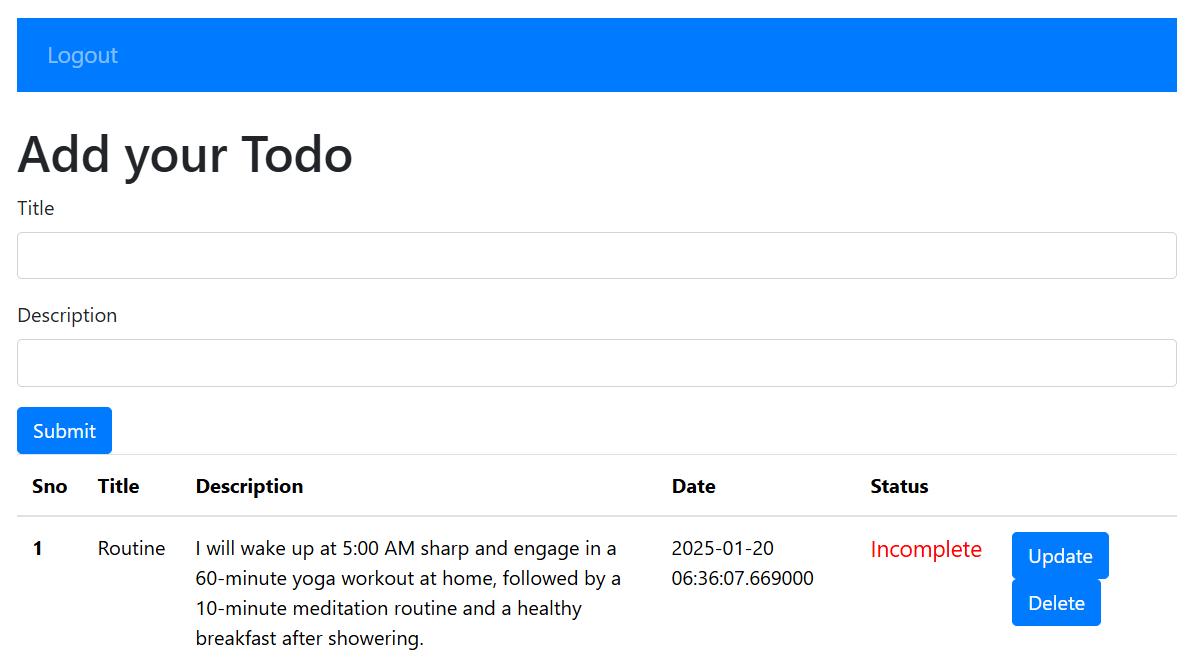 Logout
Add your Todo
Title
Description
Submit
Sno Title Description Date Status
1 Routine I will wake up at 5:00 AM sharp and engage in a 2025-01-20 Incomplete Update
60-minute yoga workout at home, followed by a 06:36:07.669000
10-minute meditation routine and a healthy Delete
breakfast after showering.